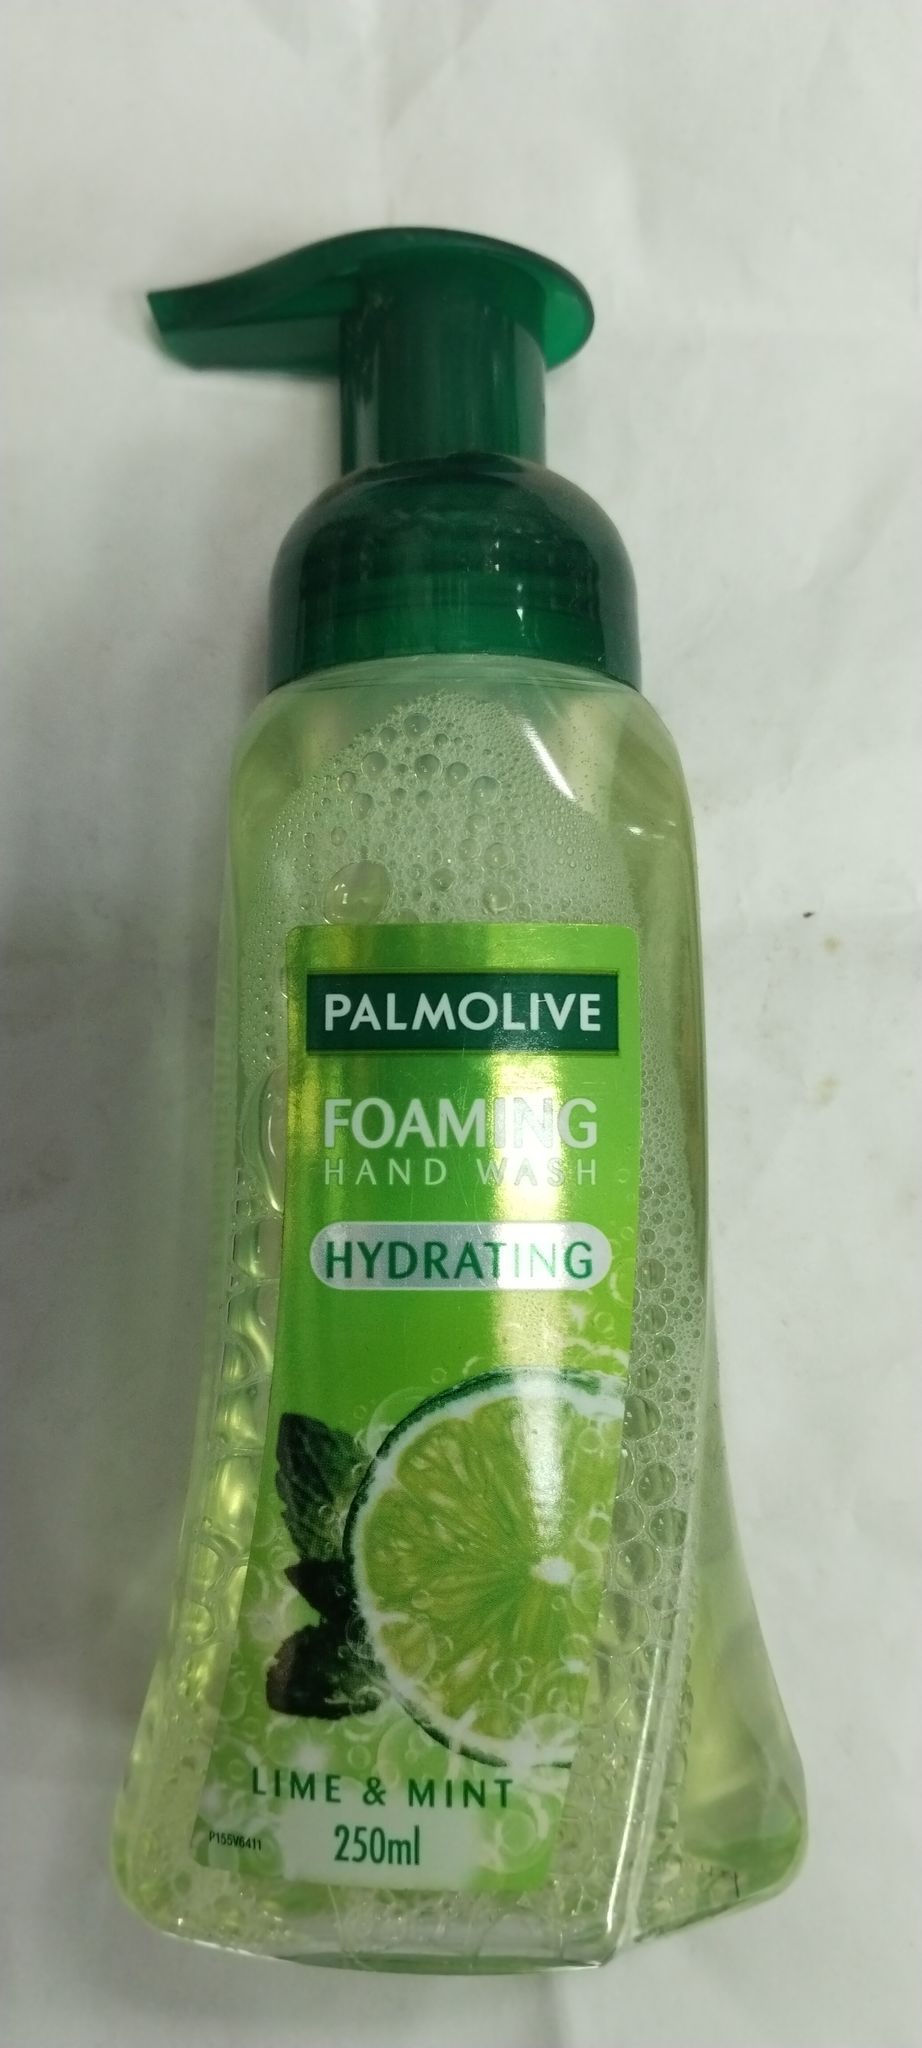 PALMOLIVE
FOAMING
HAND WASH
HYDRATING
LIME & MINT
250ml
P155V6411